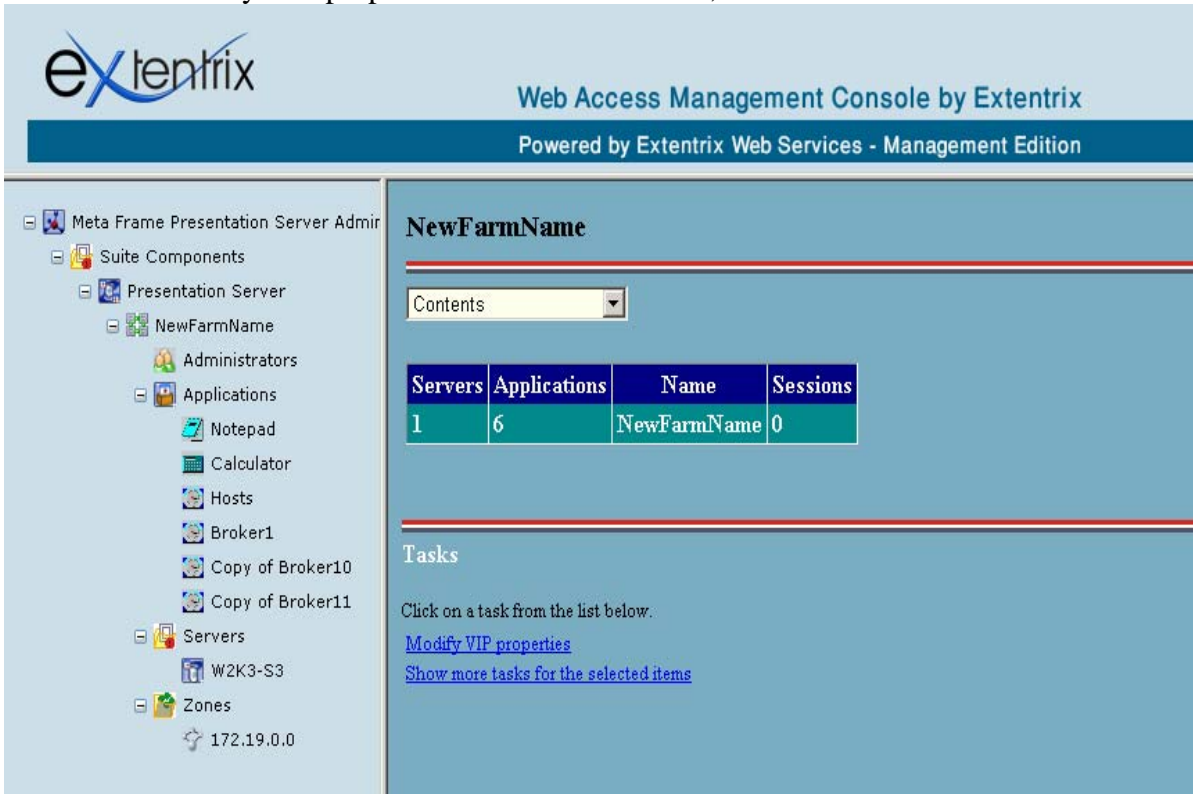 extentrix
Web Access Management Console by Extentrix
Powered by Extentrix Web Services - Management Edition
Meta Frame Presentation Server Admir
Suite Components
Presentation Server
NewFarmName
Administrators
Applications
Notepad
Calculator
Hosts
Broker1
Copy of Broker10
Copy of Broker11
Servers
W2K3-S3
Zones
172.19.0.0
NewFarmName
Contents
Servers Applications Name Sessions
1 6 NewFarmName 0
Tasks
Click on a task from the list below.
Modify VIP properties
Show more tasks for the selected items